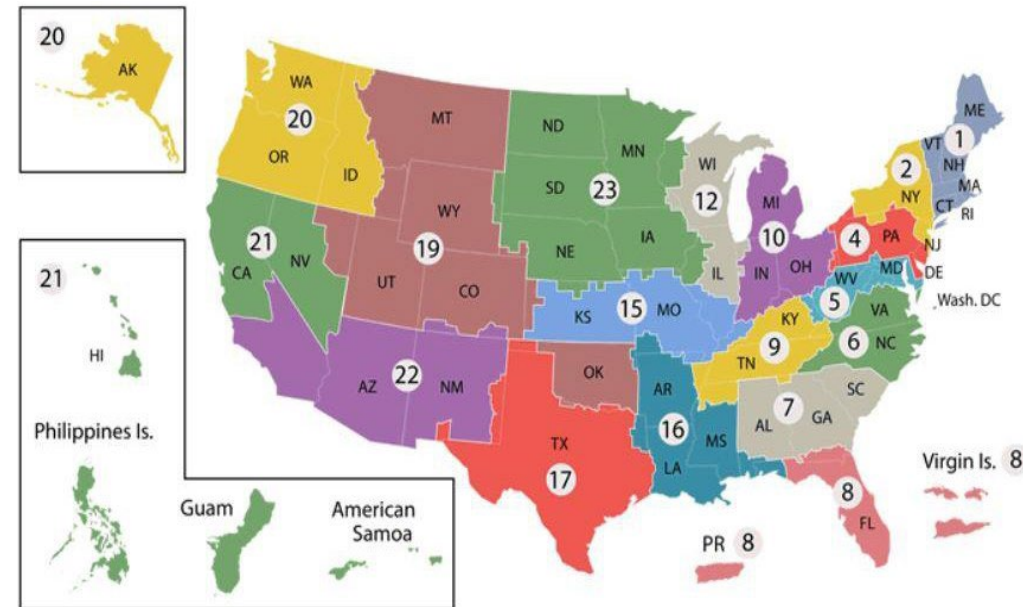 20
AK
WA
20
OR
ID
MT
WY
19
UT
CO
ND
MN
SD
23
NE
IA
WI
12
IL
MI
10
IN
OH
ME
1
VT
NH
MA
CT
RI
2
NY
4
PA
NJ
DE
MD
WV
5
Wash. DC
VA
6
NC
KY
9
TN
21
CA
NV
AZ
22
NM
KS
15
MO
OK
AR
16
LA
MS
TX
17
AL
7
GA
SC
8
FL
21
HI
Philippines Is.
Guam
American
Samoa
PR 8
Virgin Is. 8